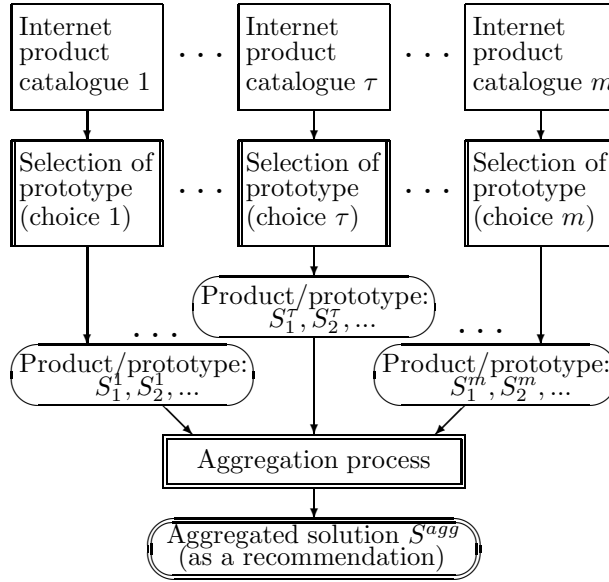 Internet
product
catalogue 1
. . .
Internet
product
catalogue τ
. . .
Internet
product
catalogue m
Selection of
prototype
(choice 1)
. . .
Selection of
prototype
(choice τ)
. . .
Selection of
prototype
(choice m)
Product/prototype:
S_1^τ, S_2^τ, ...
. . .
. . .
Product/prototype:
S_1^1, S_2^1, ...
Product/prototype:
S_1^m, S_2^m, ...
Aggregation process
Aggregated solution S^{agg}
(as a recommendation)